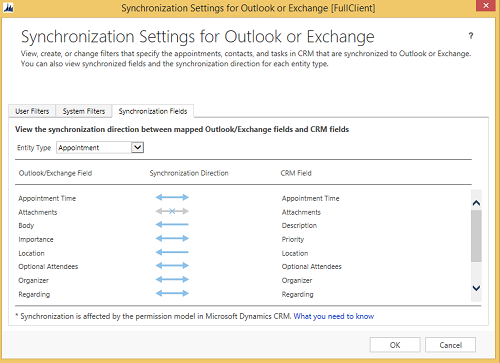 Synchronization Settings for Outlook or Exchange [FullClient]
Synchronization Settings for Outlook or Exchange
?
View, create, or change filters that specify the appointments, contacts, and tasks in CRM that are synchronized to Outlook or Exchange.
You can also view synchronized fields and the synchronization direction for each entity type.
User Filters System Filters Synchronization Fields
View the synchronization direction between mapped Outlook/Exchange fields and CRM fields
Entity Type Appointment
Outlook/Exchange Field Synchronization Direction CRM Field
Appointment Time Appointment Time
Attachments Attachments
Body Description
Importance Priority
Location Location
Optional Attendees Optional Attendees
Organizer Organizer
Regarding Regarding
* Synchronization is affected by the permission model in Microsoft Dynamics CRM. What you need to know
OK Cancel